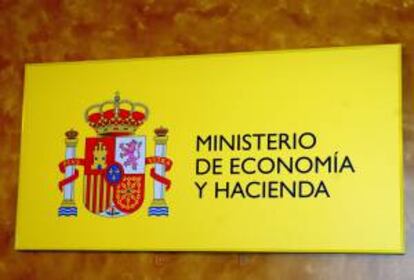 MINISTERIO
DE ECONOMÍA
Y HACIENDA